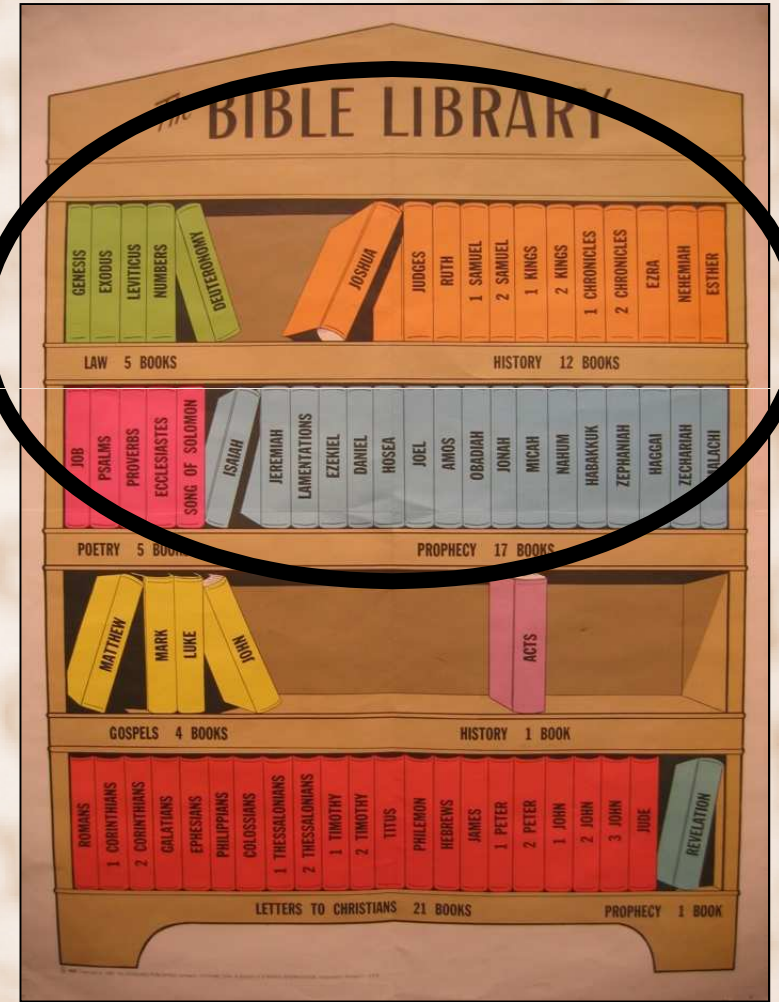 The BIBLE LIBRARY
GENESIS
EXODUS
LEVITICUS
NUMBERS
DEUTERONOMY
JOSHUA
JUDGES
RUTH
1 SAMUEL
2 SAMUEL
1 KINGS
2 KINGS
1 CHRONICLES
2 CHRONICLES
EZRA
NEHEMIAH
ESTHER
LAW 5 BOOKS
HISTORY 12 BOOKS
JOB
PSALMS
PROVERBS
ECCLESIASTES
SONG OF SOLOMON
ISAIAH
JEREMIAH
LAMENTATIONS
EZEKIEL
DANIEL
HOSEA
JOEL
AMOS
OBADIAH
JONAH
MICAH
NAHUM
HABAKKUK
ZEPHANIAH
HAGGAI
ZECHARIAH
MALACHI
POETRY 5 BOOKS
PROPHECY 17 BOOKS
MATTHEW
MARK
LUKE
JOHN
ACTS
GOSPELS 4 BOOKS
HISTORY 1 BOOK
ROMANS
1 CORINTHIANS
2 CORINTHIANS
GALATIANS
EPHESIANS
PHILIPPIANS
COLOSSIANS
1 THESSALONIANS
2 THESSALONIANS
1 TIMOTHY
2 TIMOTHY
TITUS
PHILEMON
HEBREWS
JAMES
1 PETER
2 PETER
1 JOHN
2 JOHN
3 JOHN
JUDE
REVELATION
LETTERS TO CHRISTIANS 21 BOOKS
PROPHECY 1 BOOK